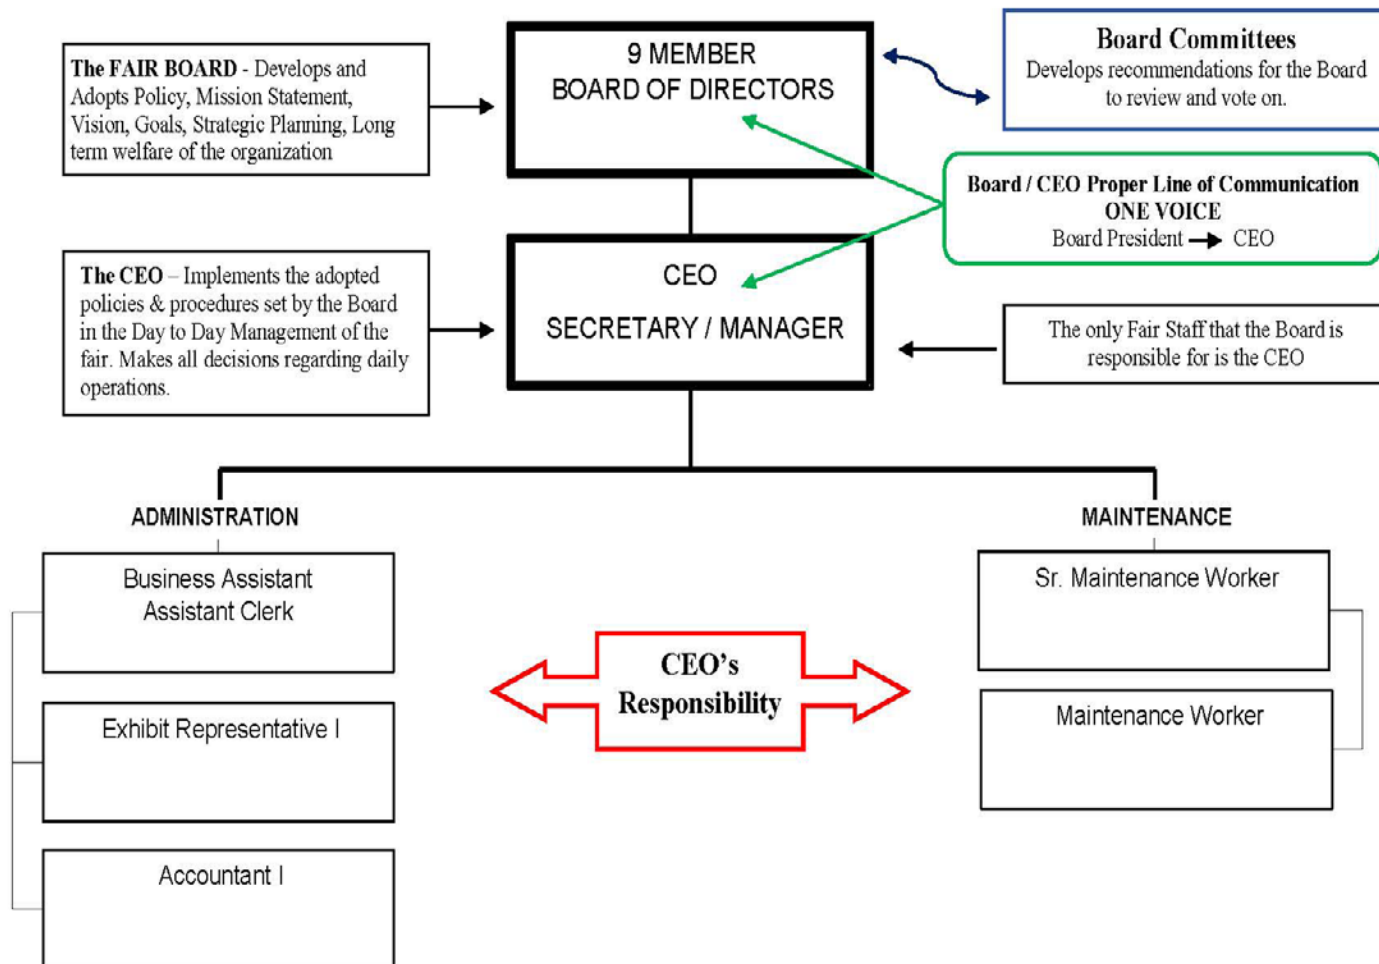 The FAIR BOARD - Develops and
Adopts Policy, Mission Statement,
Vision, Goals, Strategic Planning, Long
term welfare of the organization
9 MEMBER
BOARD OF DIRECTORS
Board Committees
Develops recommendations for the Board
to review and vote on.
Board / CEO Proper Line of Communication
ONE VOICE
Board President → CEO
The CEO – Implements the adopted
policies & procedures set by the Board
in the Day to Day Management of the
fair. Makes all decisions regarding daily
operations.
CEO
SECRETARY / MANAGER
The only Fair Staff that the Board is
responsible for is the CEO
ADMINISTRATION
MAINTENANCE
Business Assistant
Assistant Clerk
Sr. Maintenance Worker
CEO’s
Responsibility
Exhibit Representative I
Maintenance Worker
Accountant I